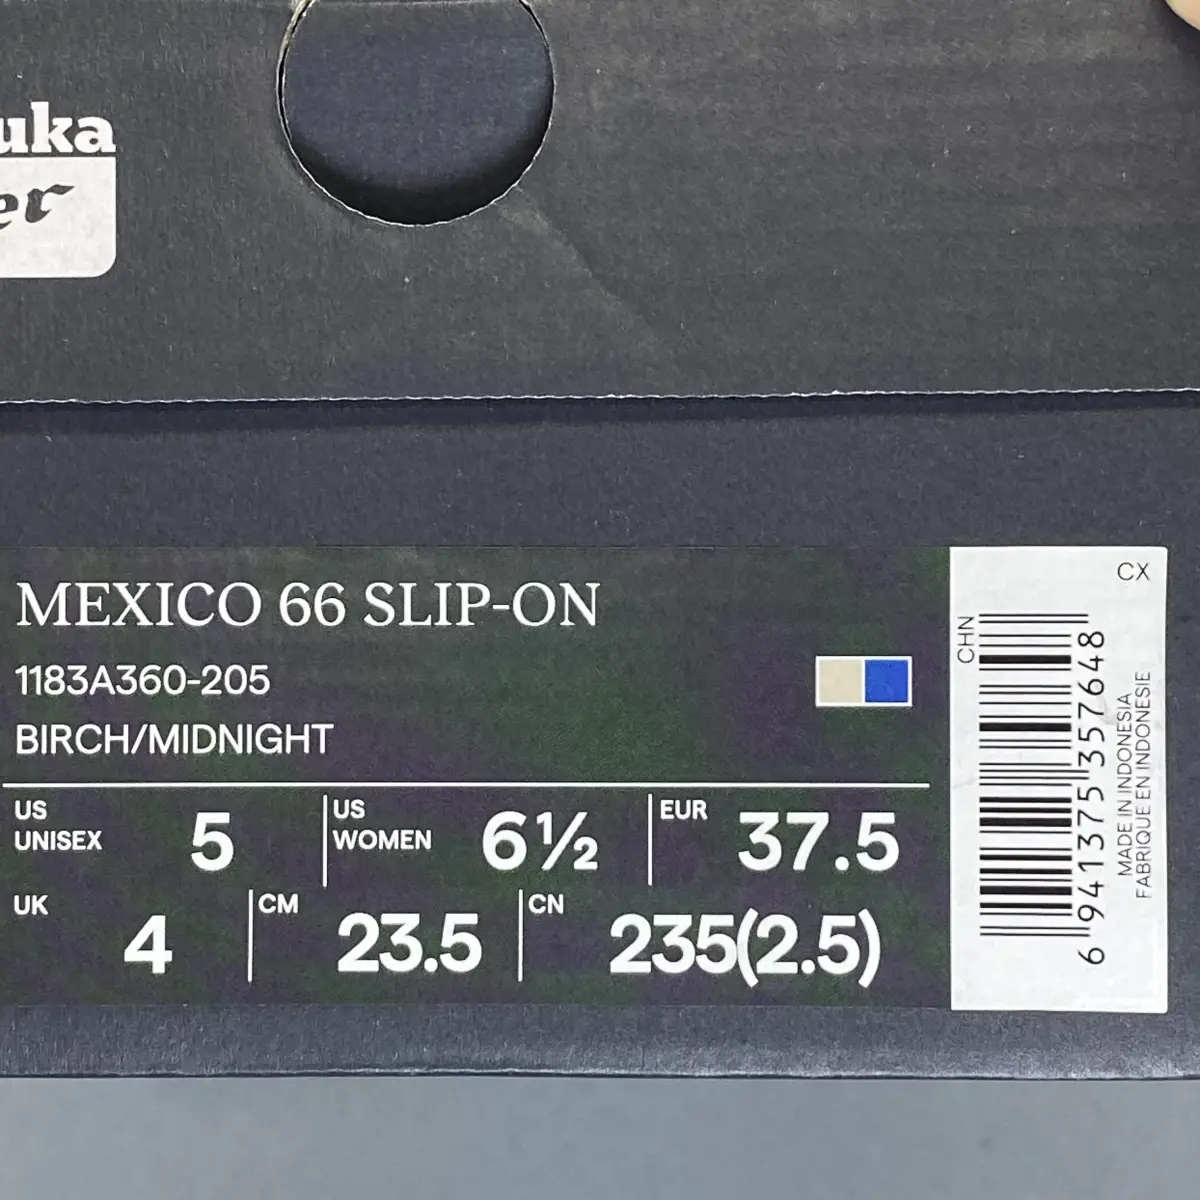 uka
er
MEXICO 66 SLIP-ON
1183A360-205
BIRCH/MIDNIGHT
US UNISEX 5
US WOMEN 6½
EUR 37.5
UK 4
CM 23.5
CN 235(2.5)
CX
CHN
6 941375 357648
MADE IN INDONESIA
FABRIQUE EN INDONESIE